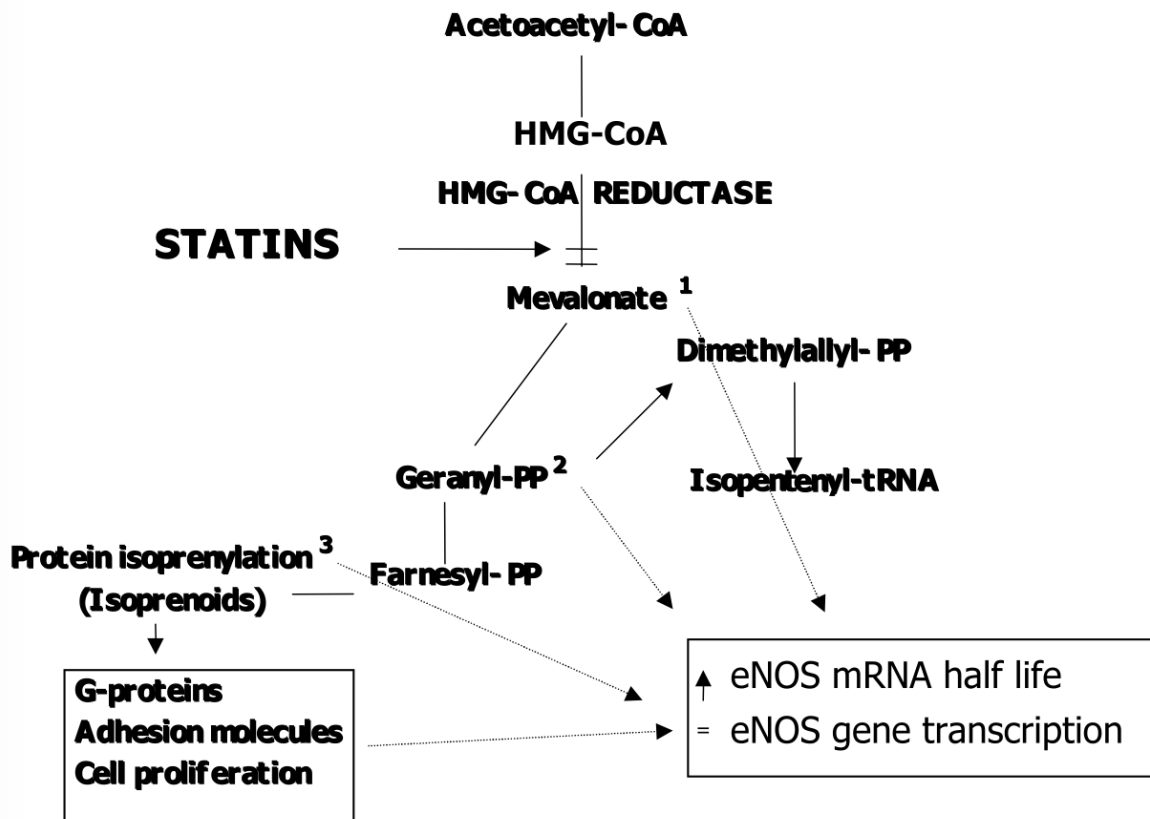 Acetoacetyl-CoA
HMG-CoA
HMG-CoA REDUCTASE
STATINS
Mevalonate 1
Dimethylallyl-PP
Geranyl-PP 2
Isopentenyl-tRNA
Protein isoprenylation 3
(Isoprenoids)
Farnesyl-PP
G-proteins
Adhesion molecules
Cell proliferation
eNOS mRNA half life
= eNOS gene transcription